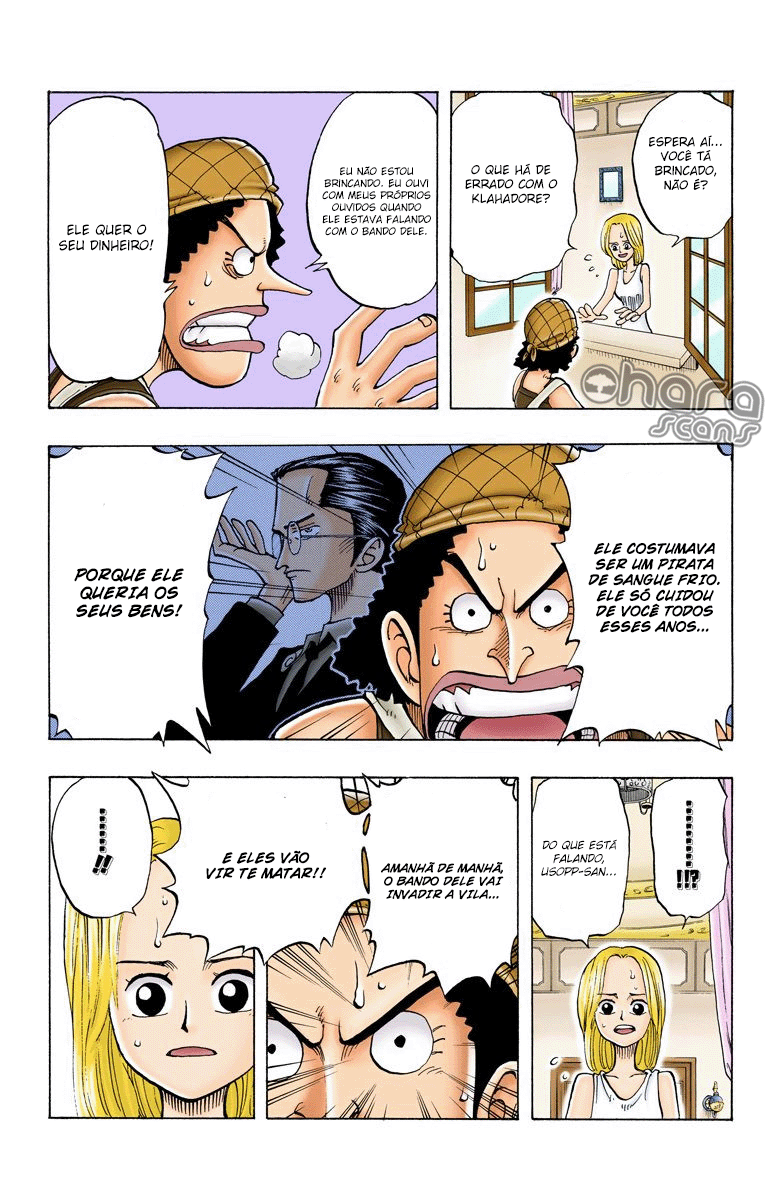 ESPERA AÍ...
VOCÊ TÁ
BRINCADO,
NÃO É?
O QUE HÁ DE
ERRADO COM O
KLAHADORE?
EU NÃO ESTOU
BRINCANDO. EU OUVI
COM MEUS PRÓPRIOS
OUVIDOS QUANDO
ELE ESTAVA FALANDO
COM O BANDO DELE.
ELE QUER O
SEU DINHEIRO!
ohara
scans
ELE COSTUMAVA
SER UM PIRATA
DE SANGUE FRIO.
ELE SÓ CUIDOU
DE VOCÊ TODOS
ESSES ANOS...
PORQUE ELE
QUERIA OS
SEUS BENS!
.........!!?
DO QUE ESTÁ
FALANDO,
USOPP-SAN...
AMANHÃ DE MANHÃ,
O BANDO DELE VAI
INVADIR A VILA...
E ELES VÃO
VIR TE MATAR!!
.......!!